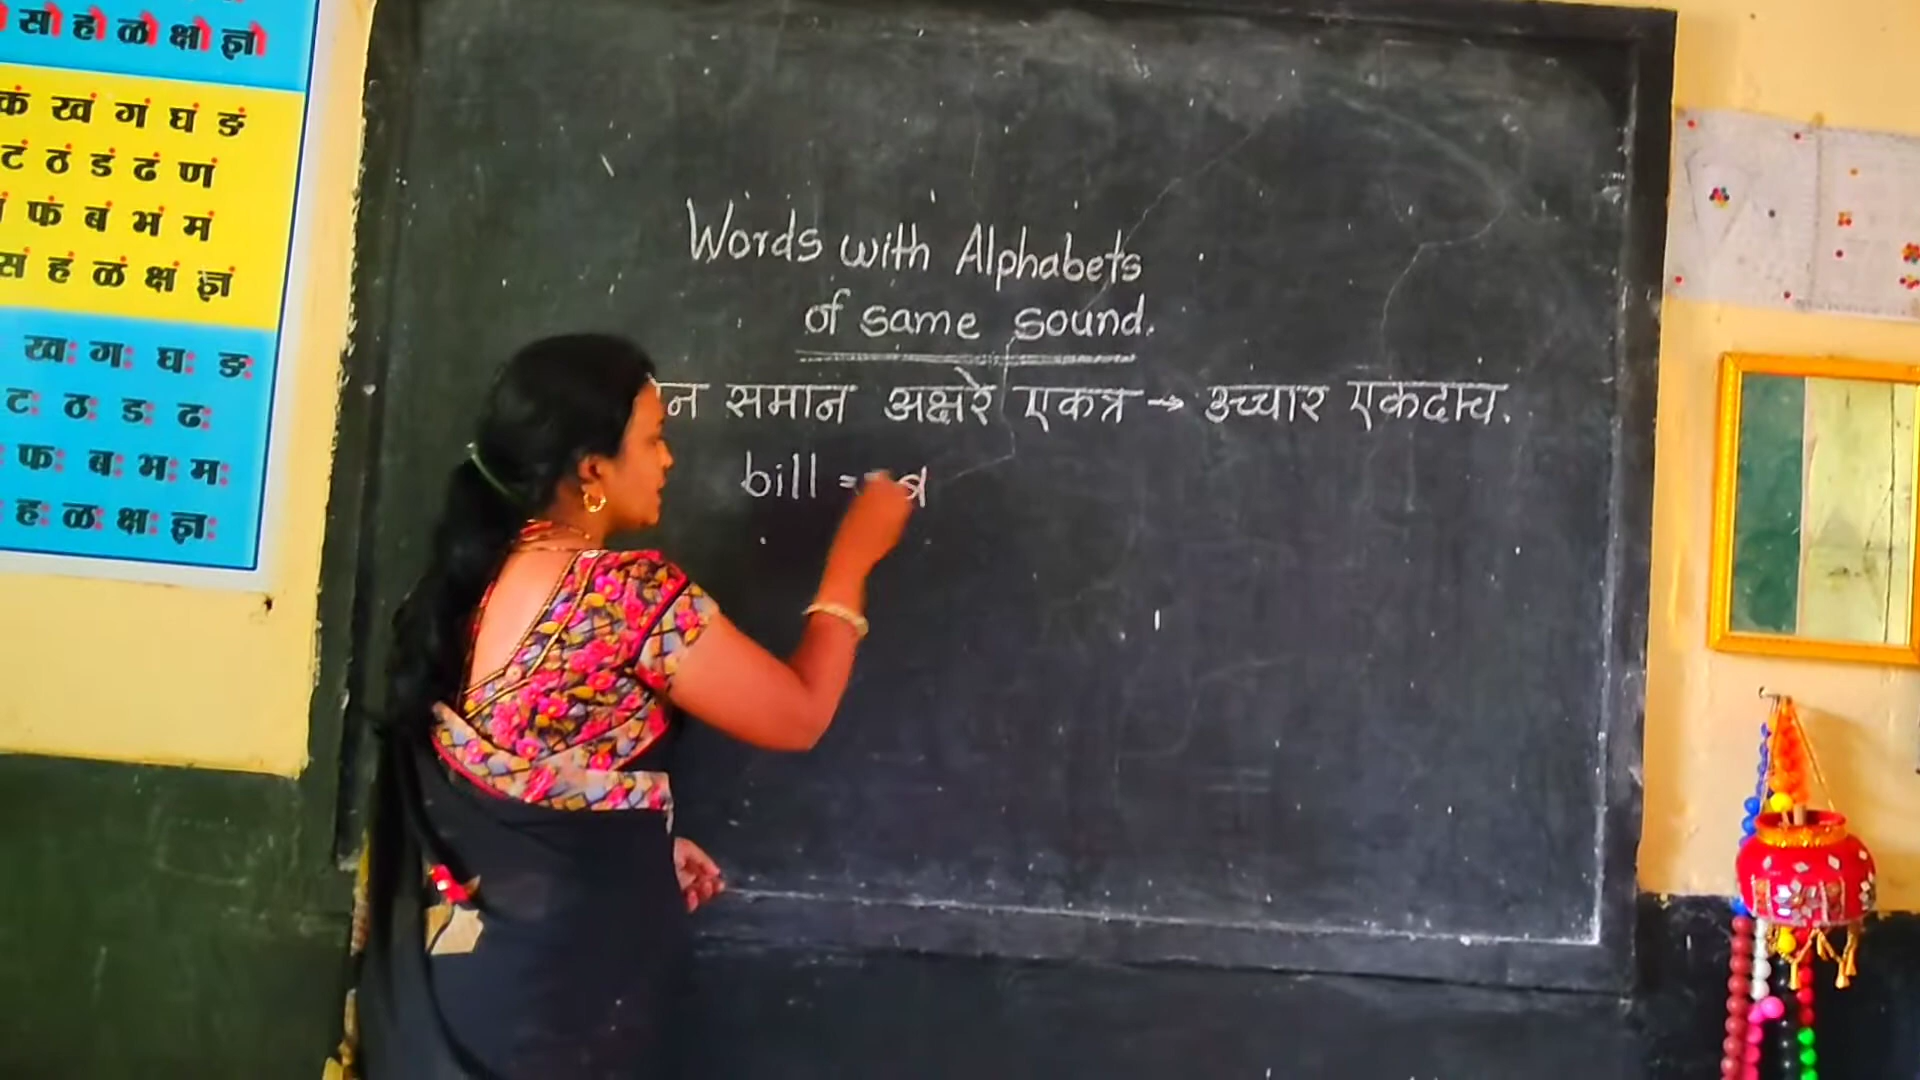 सो हो ळो क्षो ज्ञो
कं खं गं घं ङं
टं ठं डं ढं णं
फं बं भं मं
सं हं ळं क्षं ज्ञं
खः गः घः ङः
टः ठः डः ढः
फः बः भः मः
हः ळः क्षः ज्ञः
Words with Alphabets
of same sound.
समान अक्षरे एकत्र → उच्चार एकदाच.
bill = ब